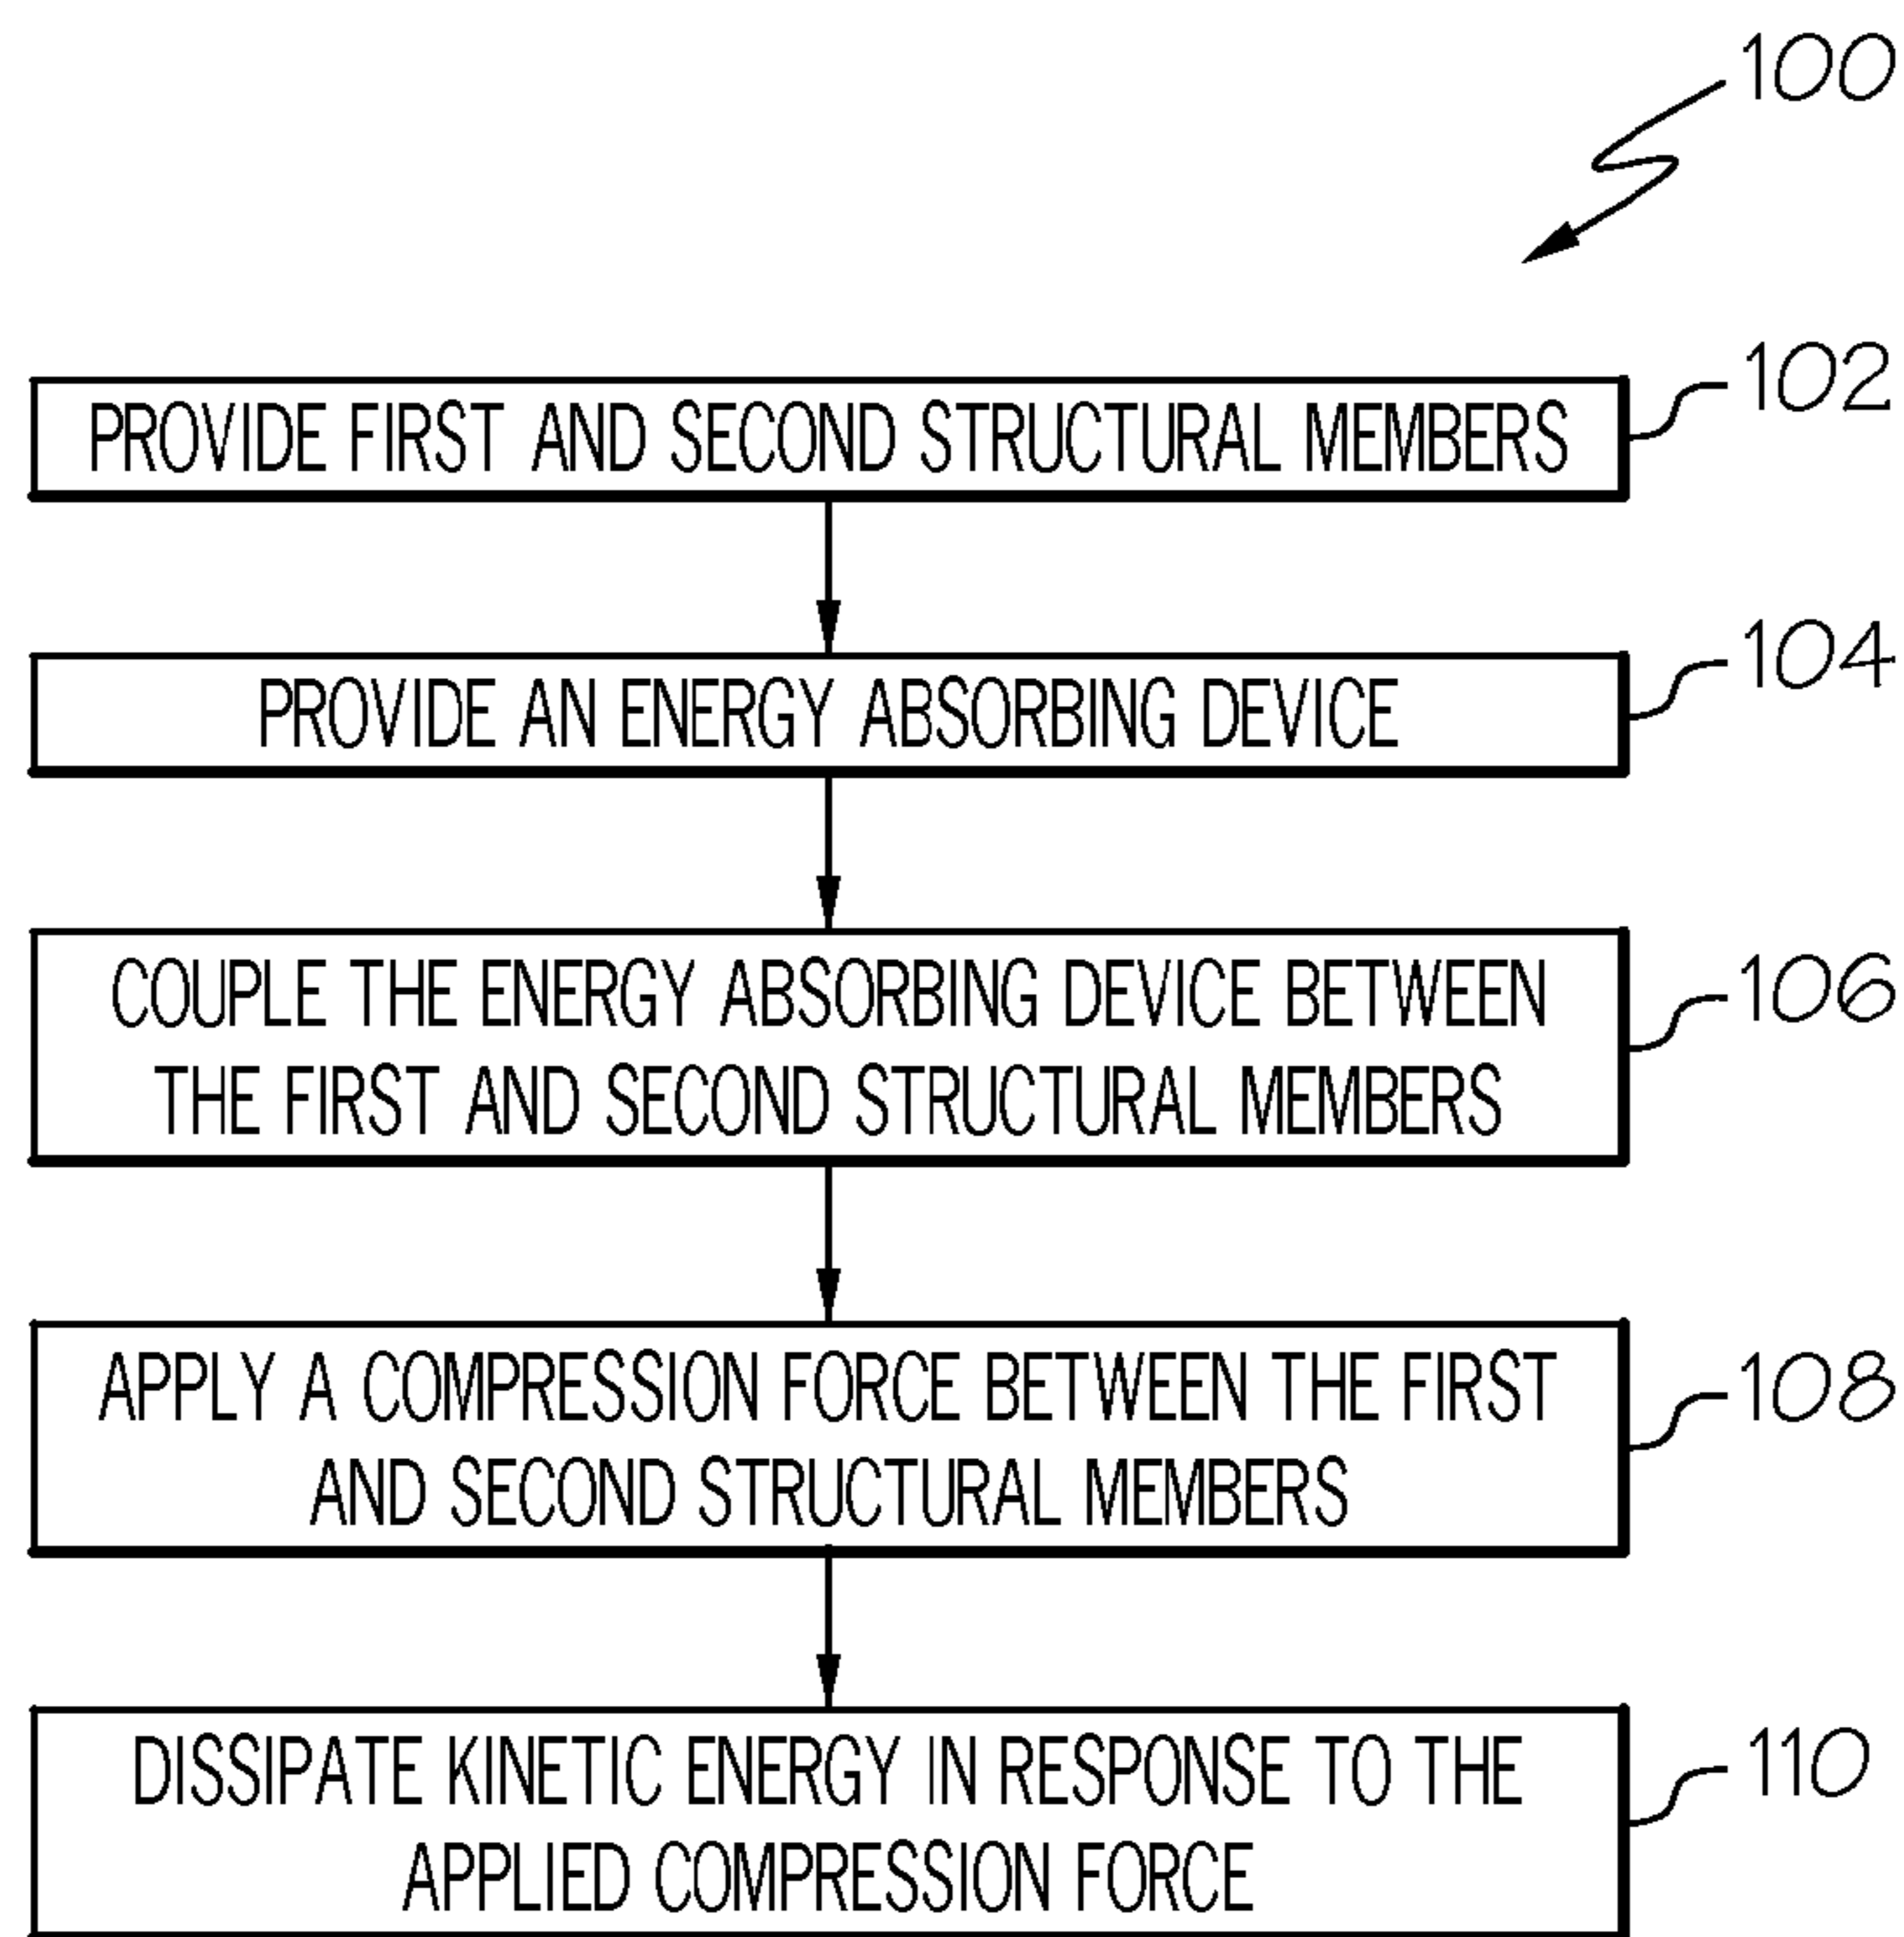 100
PROVIDE FIRST AND SECOND STRUCTURAL MEMBERS
102
PROVIDE AN ENERGY ABSORBING DEVICE
104
COUPLE THE ENERGY ABSORBING DEVICE BETWEEN
THE FIRST AND SECOND STRUCTURAL MEMBERS
106
APPLY A COMPRESSION FORCE BETWEEN THE FIRST
AND SECOND STRUCTURAL MEMBERS
108
DISSIPATE KINETIC ENERGY IN RESPONSE TO THE
APPLIED COMPRESSION FORCE
110